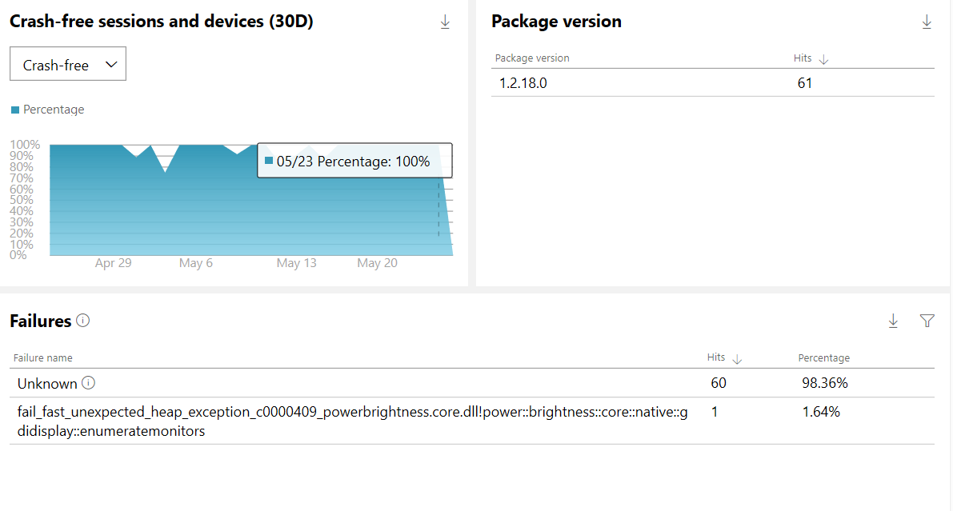 Crash-free sessions and devices (30D)
Crash-free
Percentage
100%
90%
80%
70%
60%
50%
40%
30%
20%
10%
0%
05/23 Percentage: 100%
Apr 29
May 6
May 13
May 20
Package version
Package version
Hits
1.2.18.0
61
Failures
Failure name
Hits
Percentage
Unknown
60
98.36%
fail_fast_unexpected_heap_exception_c0000409_powerbrightness.core.dll!power::brightness::core::native::g
didisplay::enumeratemonitors
1
1.64%